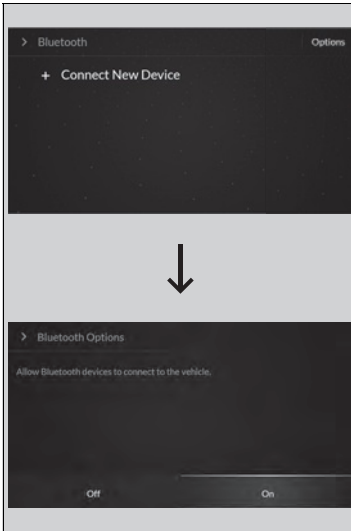 > Bluetooth Options
+ Connect New Device
> Bluetooth Options
Allow Bluetooth devices to connect to the vehicle.
Off On